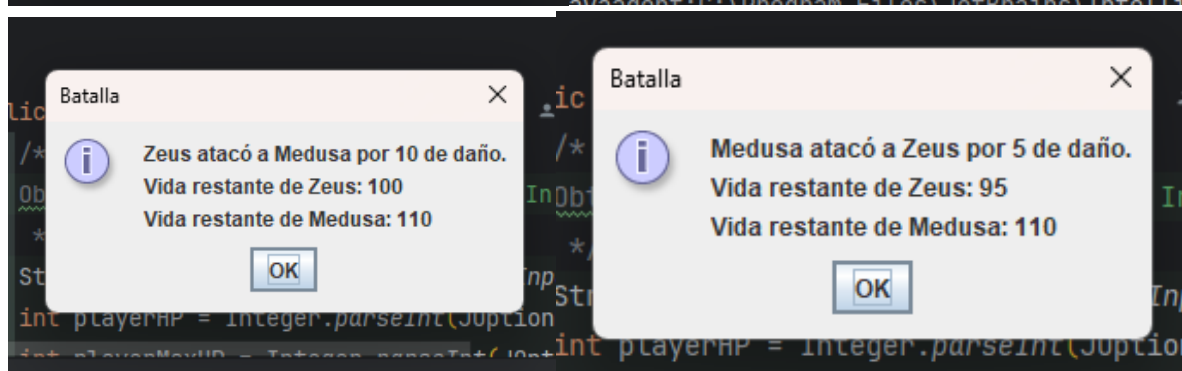 Batalla
Zeus atacó a Medusa por 10 de daño.
Vida restante de Zeus: 100
Vida restante de Medusa: 110
OK
int playerHP = Integer.parseInt(JOption
Batalla
Medusa atacó a Zeus por 5 de daño.
Vida restante de Zeus: 95
Vida restante de Medusa: 110
OK
int playerHP = Integer.parseInt(JOptio